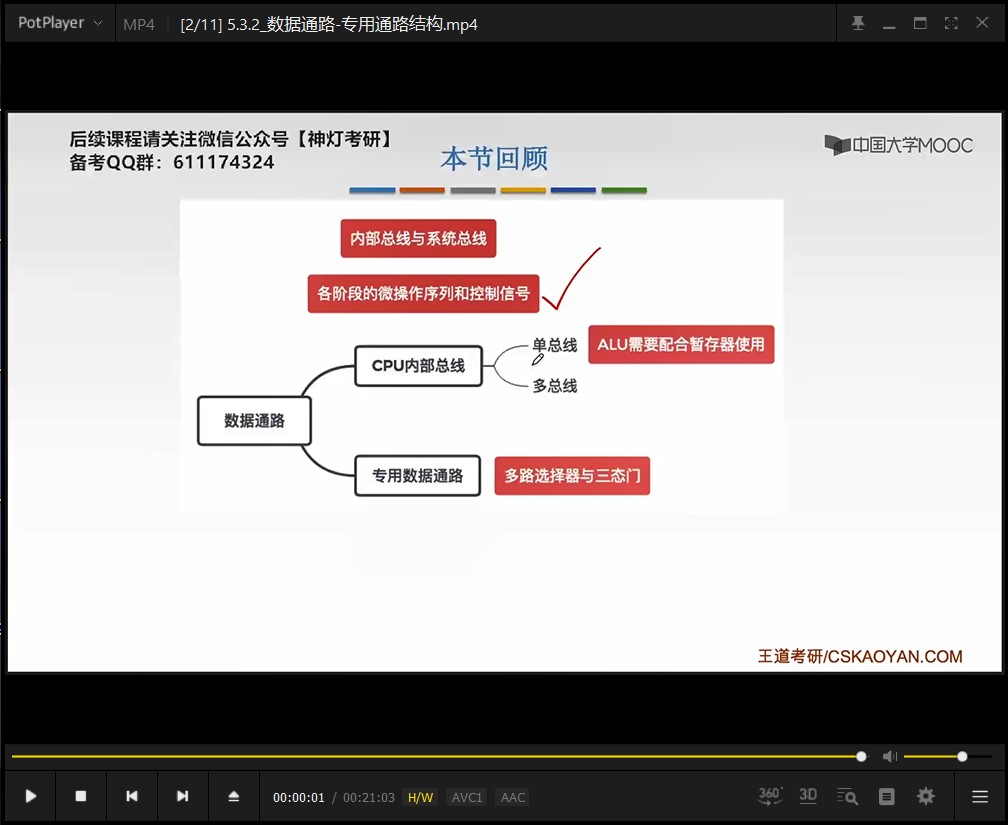 PotPlayer
MP4
[2/11] 5.3.2_数据通路-专用通路结构.mp4
后续课程请关注微信公众号【神灯考研】
备考QQ群：611174324
本节回顾
中国大学MOOC
内部总线与系统总线
各阶段的微操作序列和控制信号
单总线
ALU需要配合暂存器使用
CPU内部总线
多总线
数据通路
专用数据通路
多路选择器与三态门
王道考研/CSKAOYAN.COM
00:00:01 / 00:21:03 H/W AVC1 AAC
360°
3D